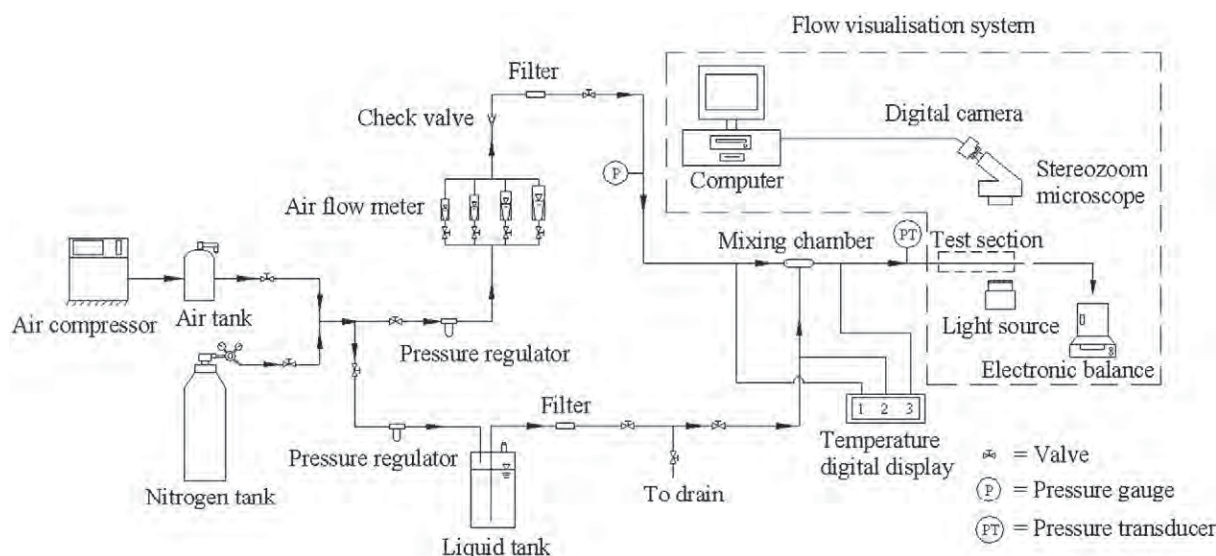 Flow visualisation system
Filter
Check valve
Digital camera
Computer
Stereozoom
microscope
P
Air flow meter
Mixing chamber
PT
Test section
Air compressor
Air tank
Pressure regulator
Light source
Electronic balance
Filter
1 2 3
Pressure regulator
Temperature
digital display
Nitrogen tank
To drain
Liquid tank
= Valve
P = Pressure gauge
PT = Pressure transducer